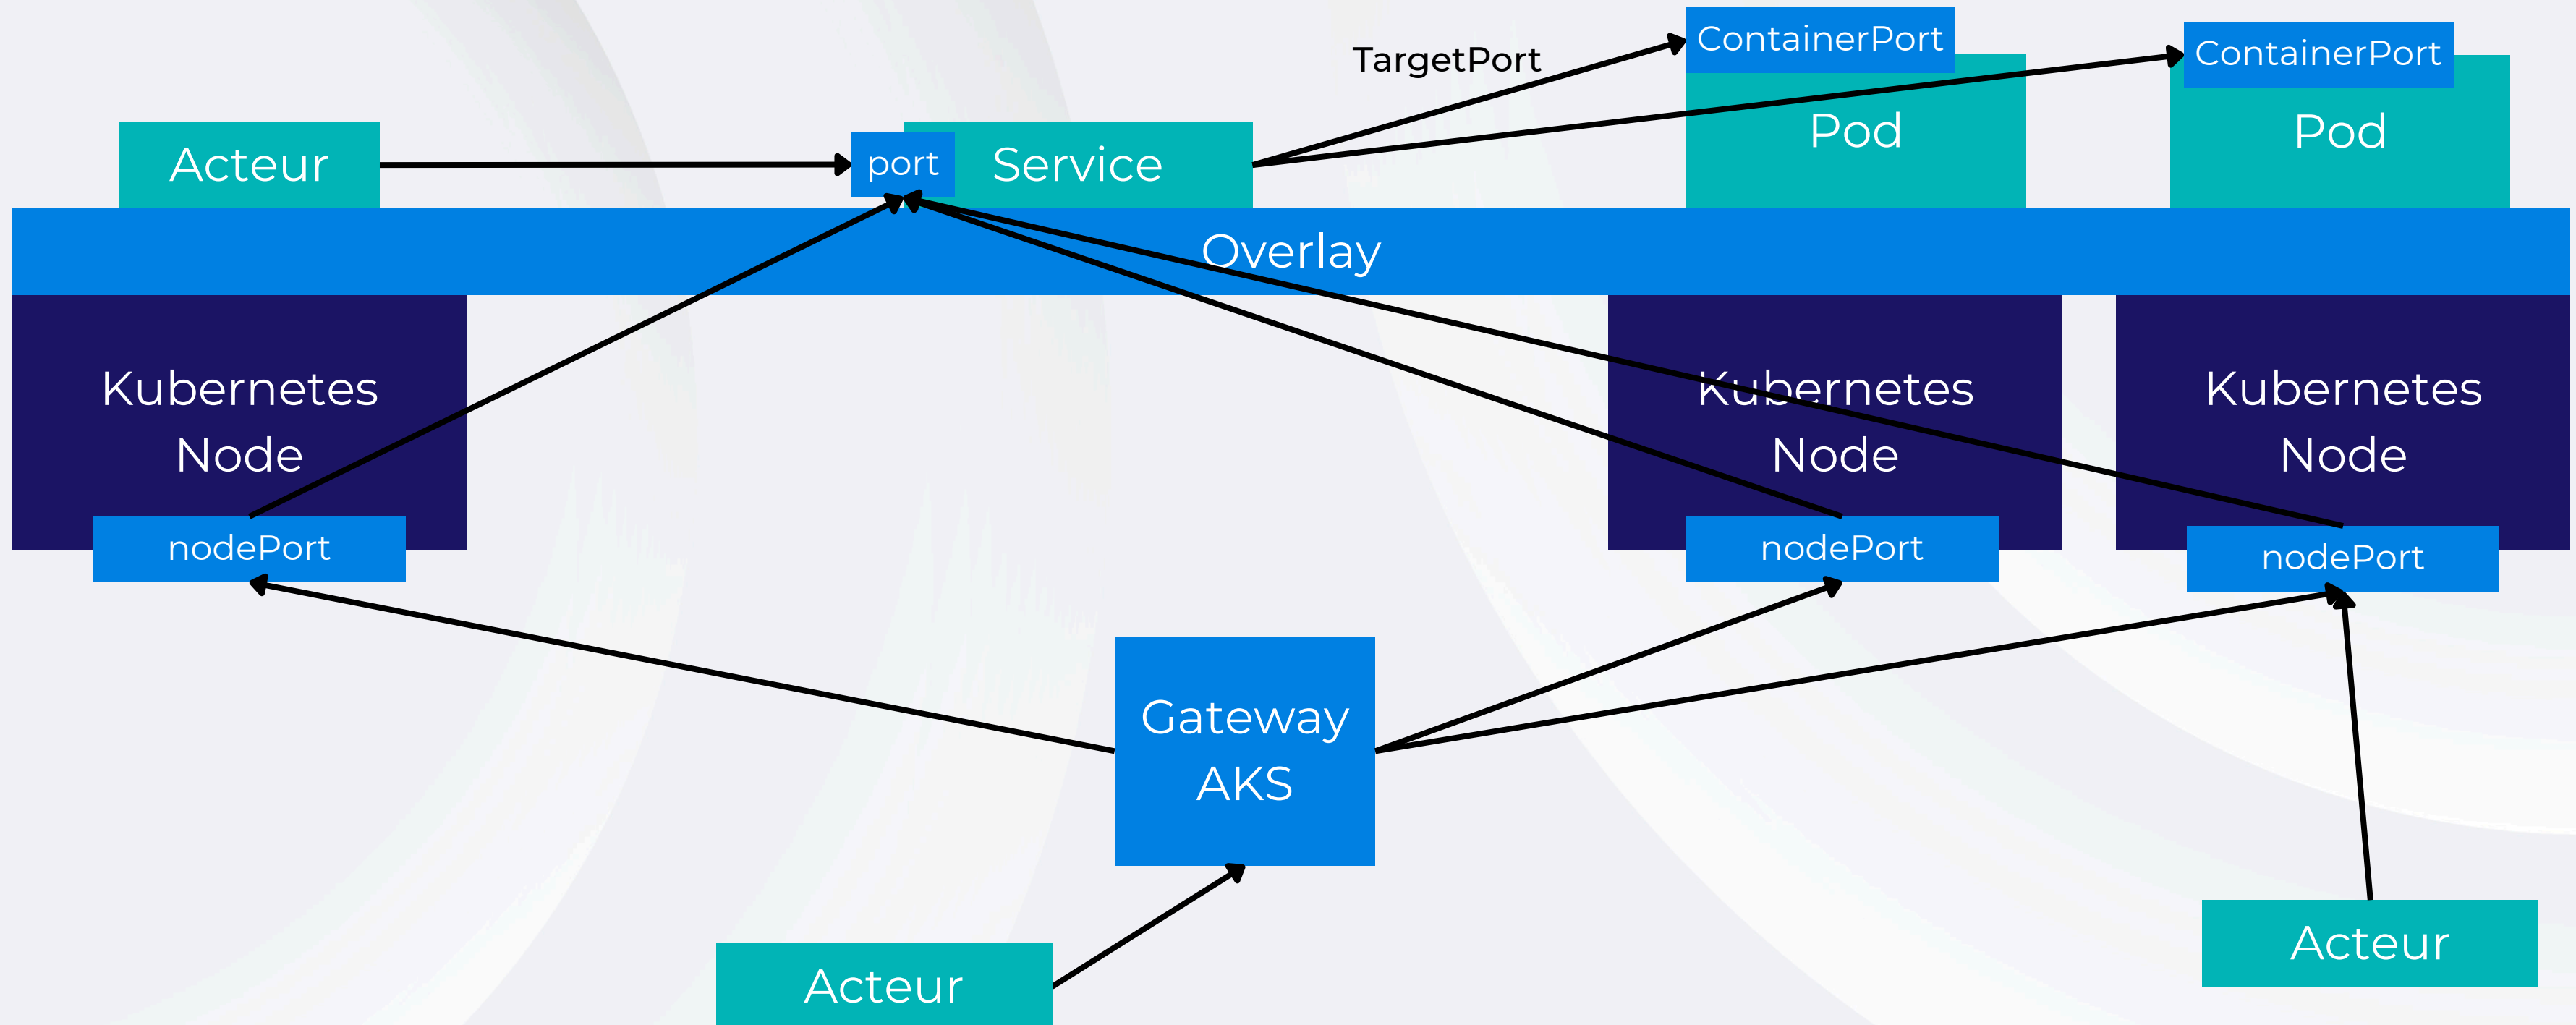 TargetPort
ContainerPort
ContainerPort
Pod
Pod
Acteur
port
Service
Overlay
Kubernetes
Node
nodePort
Kubernetes
Node
nodePort
Kubernetes
Node
nodePort
Gateway
AKS
Acteur
Acteur